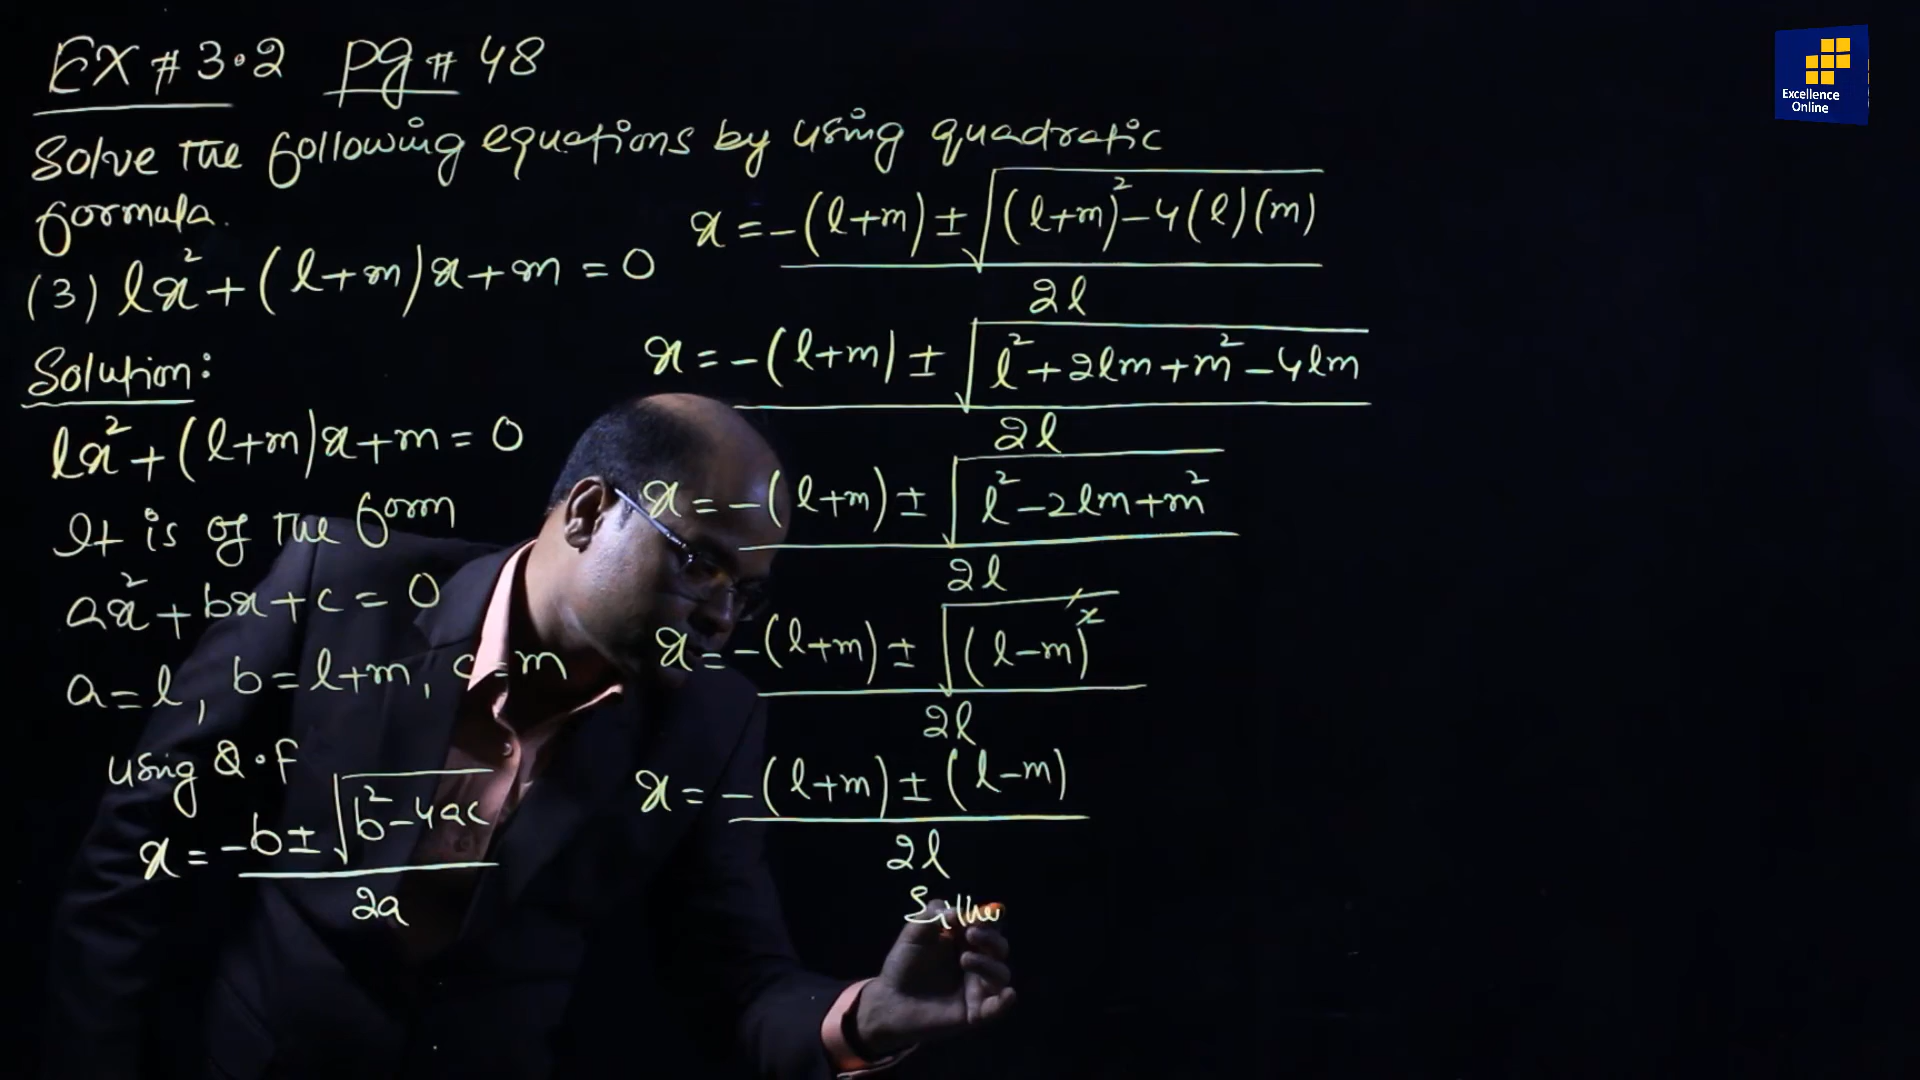 EX # 3.2 Pg # 48
Solve the following equations by using quadratic
formula.
(3) lx² + (l+m)x + m = 0
Solution:
lx² + (l+m)x + m = 0
It is of the form
ax² + bx + c = 0
a = l, b = l+m, c = m
using Q.F
x = -b ± √b² - 4ac
2a
x = -(l+m) ± √(l+m)² - 4(l)(m)
2l
x = -(l+m) ± √l² + 2lm + m² - 4lm
2l
x = -(l+m) ± √l² - 2lm + m²
2l
x = -(l+m) ± √(l-m)²
2l
x = -(l+m) ± (l-m)
2l
Eithe
Excellence
Online